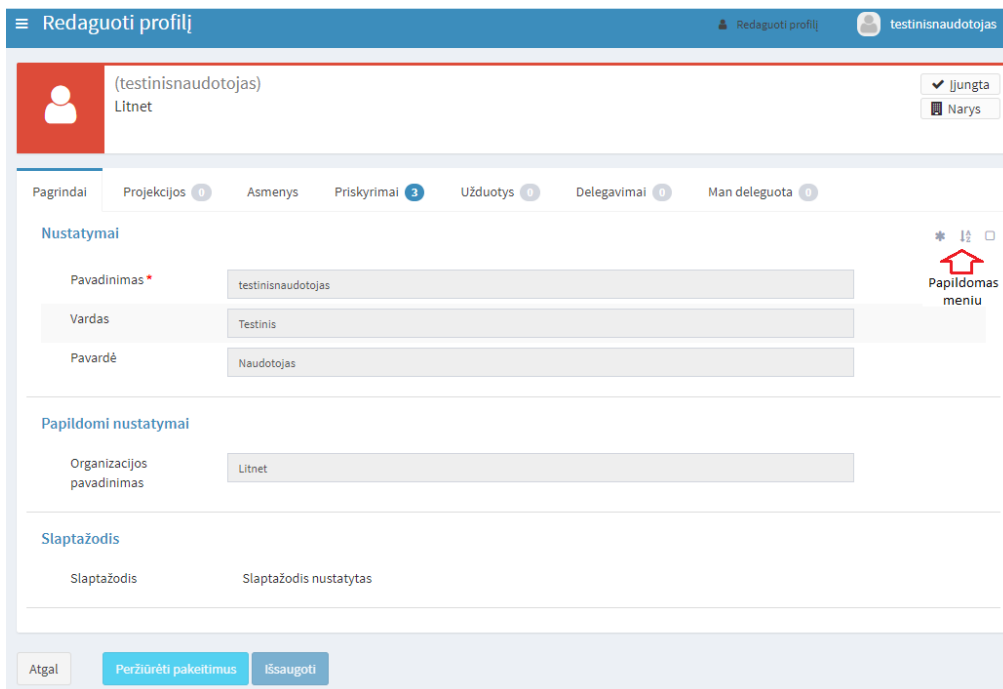 Redaguoti profilį
Redaguoti profilį
testinisnaudotojas
(testinisnaudotojas)
Litnet
Įjungta
Narys
Pagrindai
Projekcijos 0
Asmenys
Priskyrimai 3
Užduotys 0
Delegavimai 0
Man deleguota 0
Nustatymai
Papildomas
meniu
Pavadinimas *
testinisnaudotojas
Vardas
Testinis
Pavardė
Naudotojas
Papildomi nustatymai
Organizacijos
pavadinimas
Litnet
Slaptažodis
Slaptažodis
Slaptažodis nustatytas
Atgal
Peržiūrėti pakeitimus
Išsaugoti